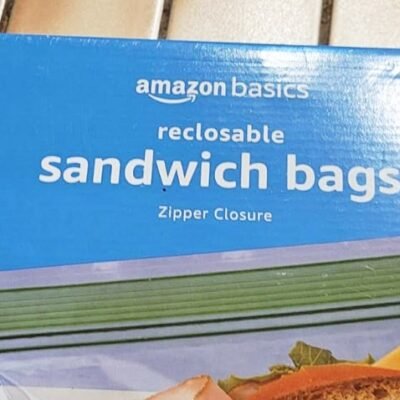 amazon basics
reclosable
sandwich bags
Zipper Closure